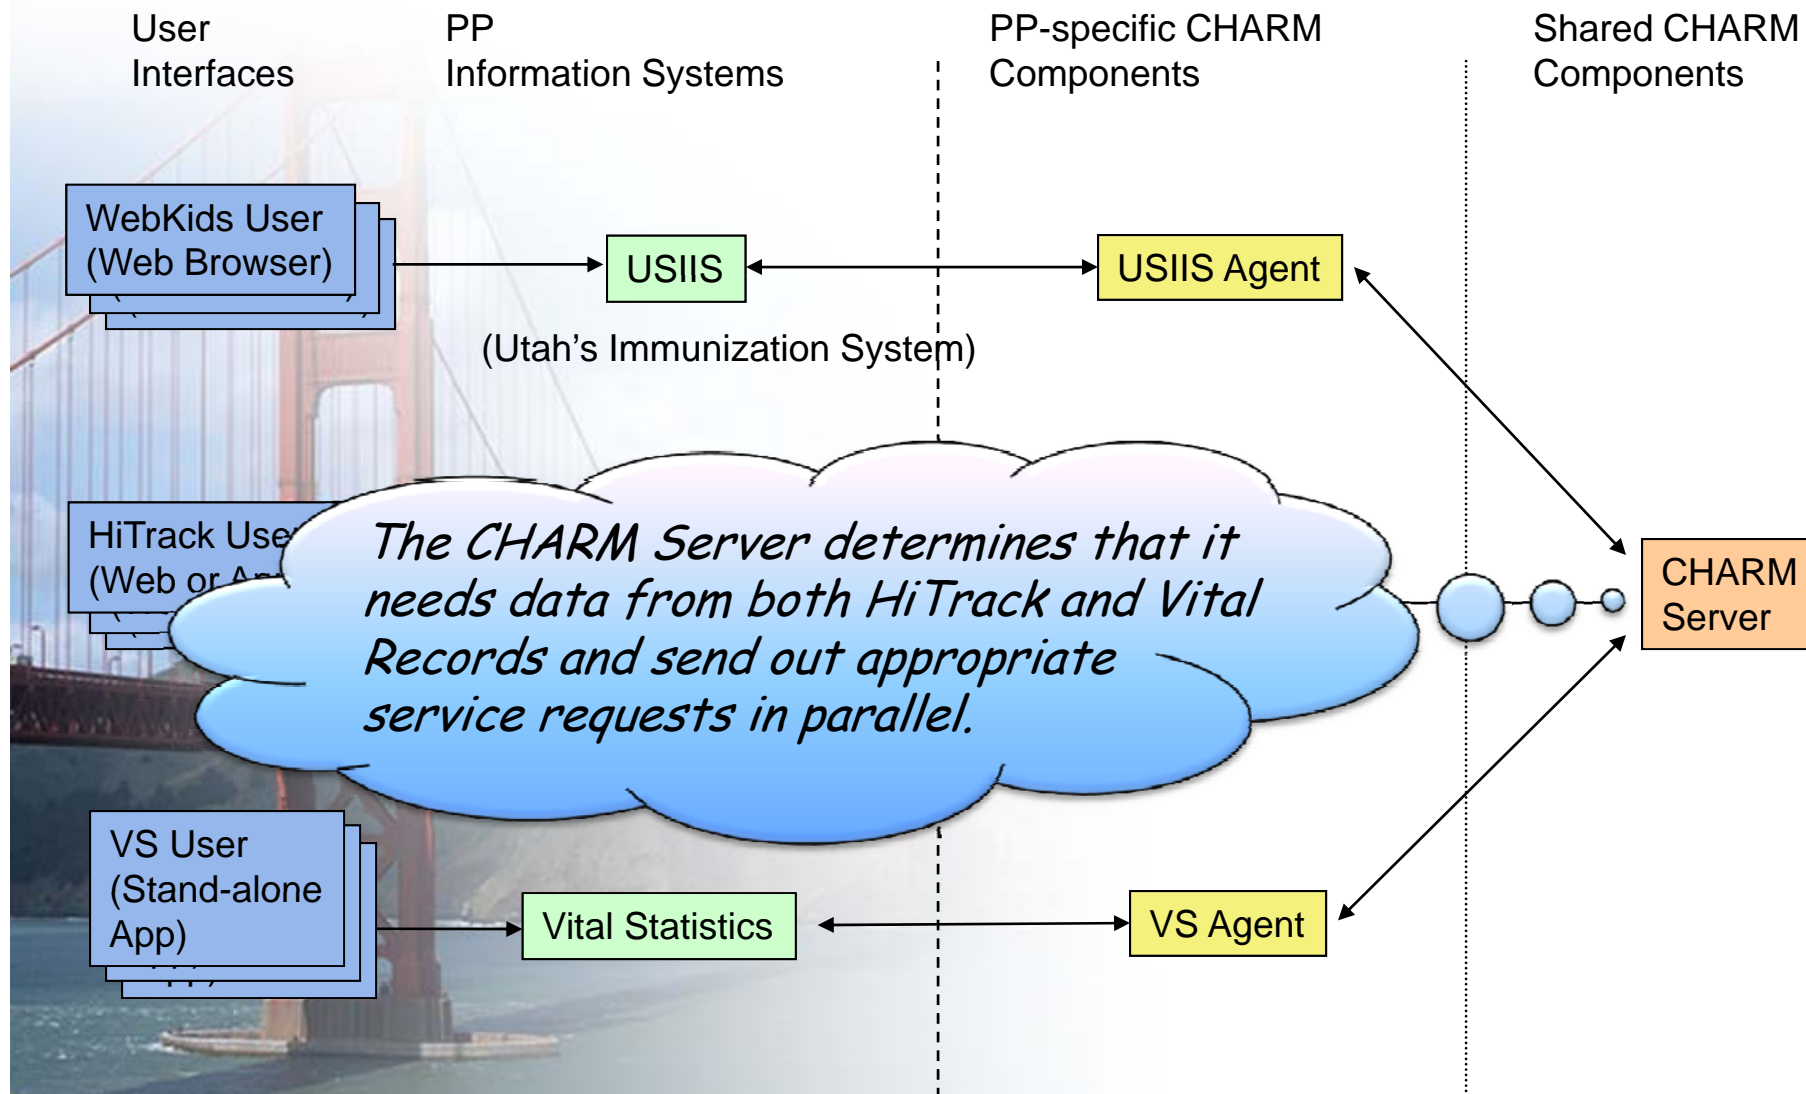 User
Interfaces
PP
Information Systems
PP-specific CHARM
Components
Shared CHARM
Components
WebKids User
(Web Browser)
USIIS
USIIS Agent
(Utah’s Immunization System)
HiTrack User
(Web or
The CHARM Server determines that it
needs data from both HiTrack and Vital
Records and send out appropriate
service requests in parallel.
CHARM
Server
VS User
(Stand-alone
App)
Vital Statistics
VS Agent